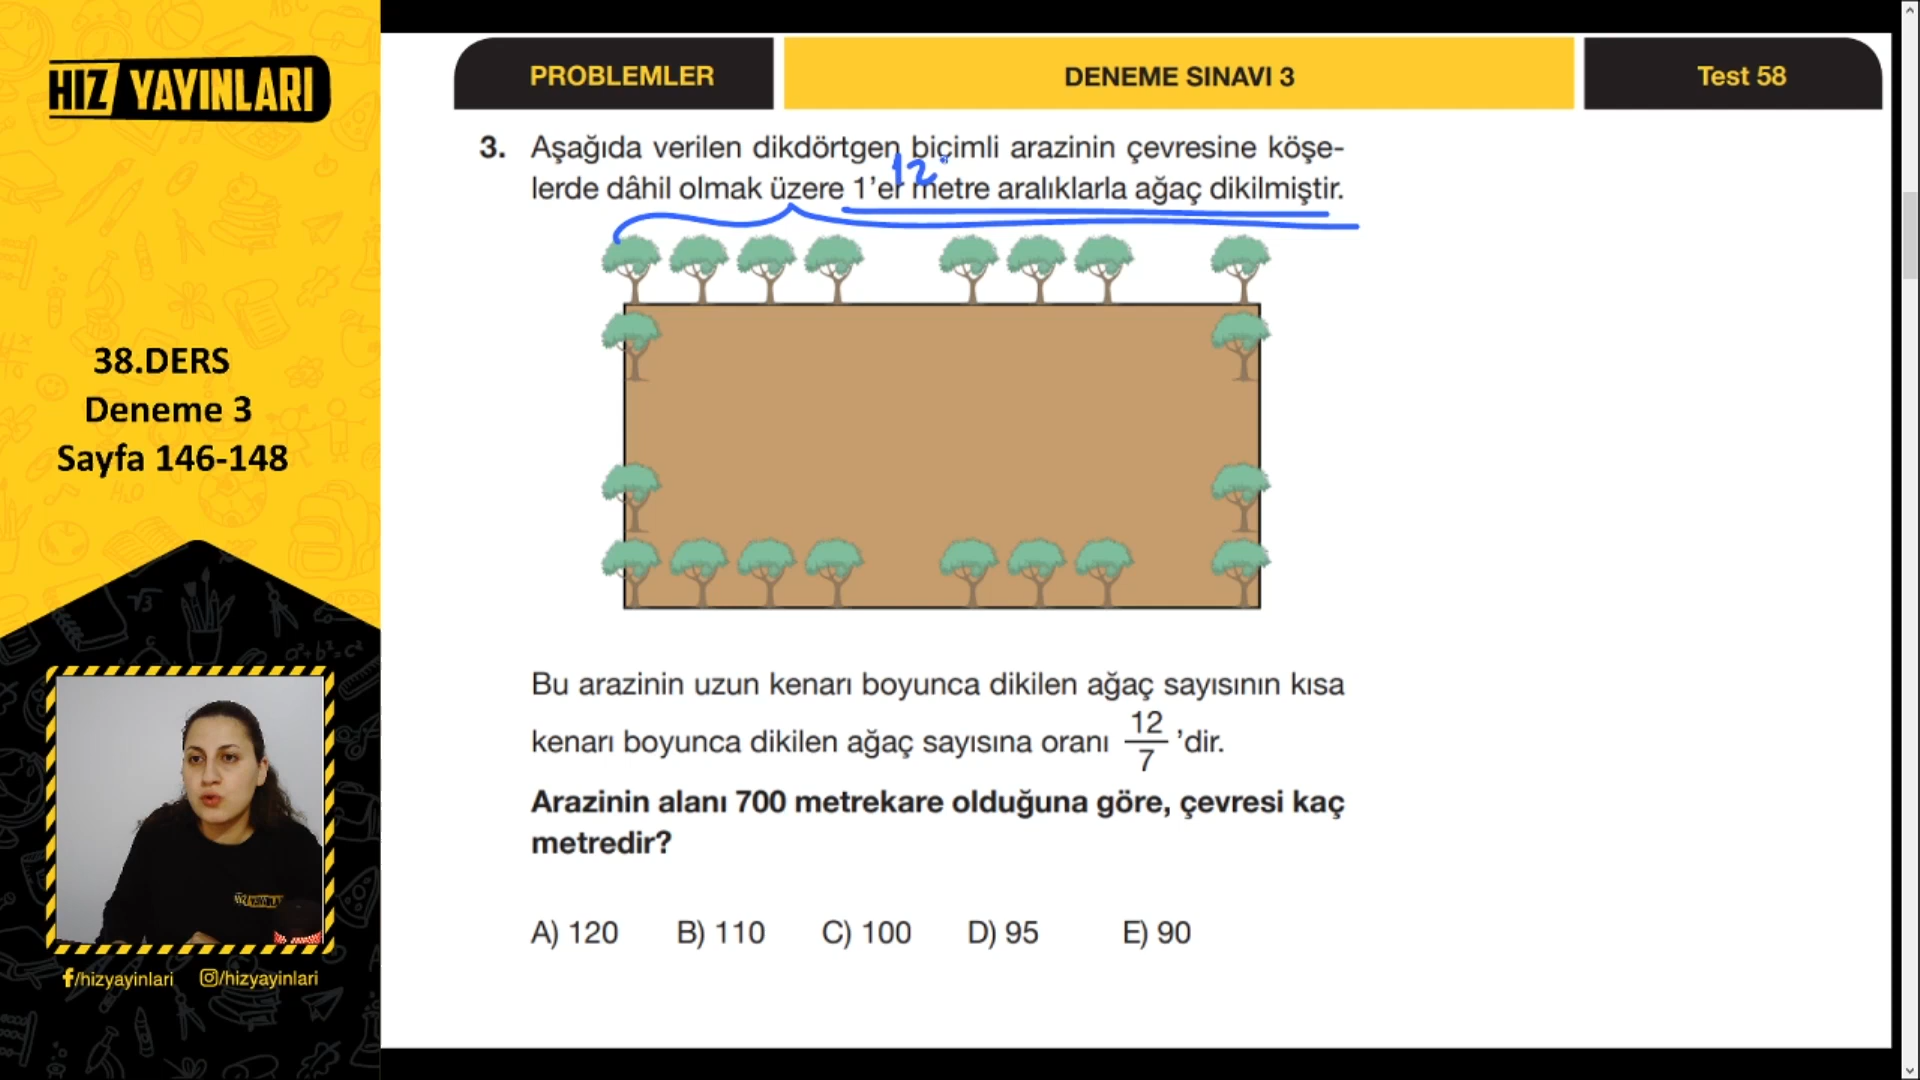 HIZ YAYINLARI
38.DERS
Deneme 3
Sayfa 146-148
/hizyayinlari /hizyayinlari
PROBLEMLER
DENEME SINAVI 3
Test 58
3. Aşağıda verilen dikdörtgen biçimli arazinin çevresine köşe-
12
lerde dâhil olmak üzere 1'er metre aralıklarla ağaç dikilmiştir.
Bu arazinin uzun kenarı boyunca dikilen ağaç sayısının kısa
kenarı boyunca dikilen ağaç sayısına oranı 12/7 'dir.
Arazinin alanı 700 metrekare olduğuna göre, çevresi kaç
metredir?
A) 120 B) 110 C) 100 D) 95 E) 90